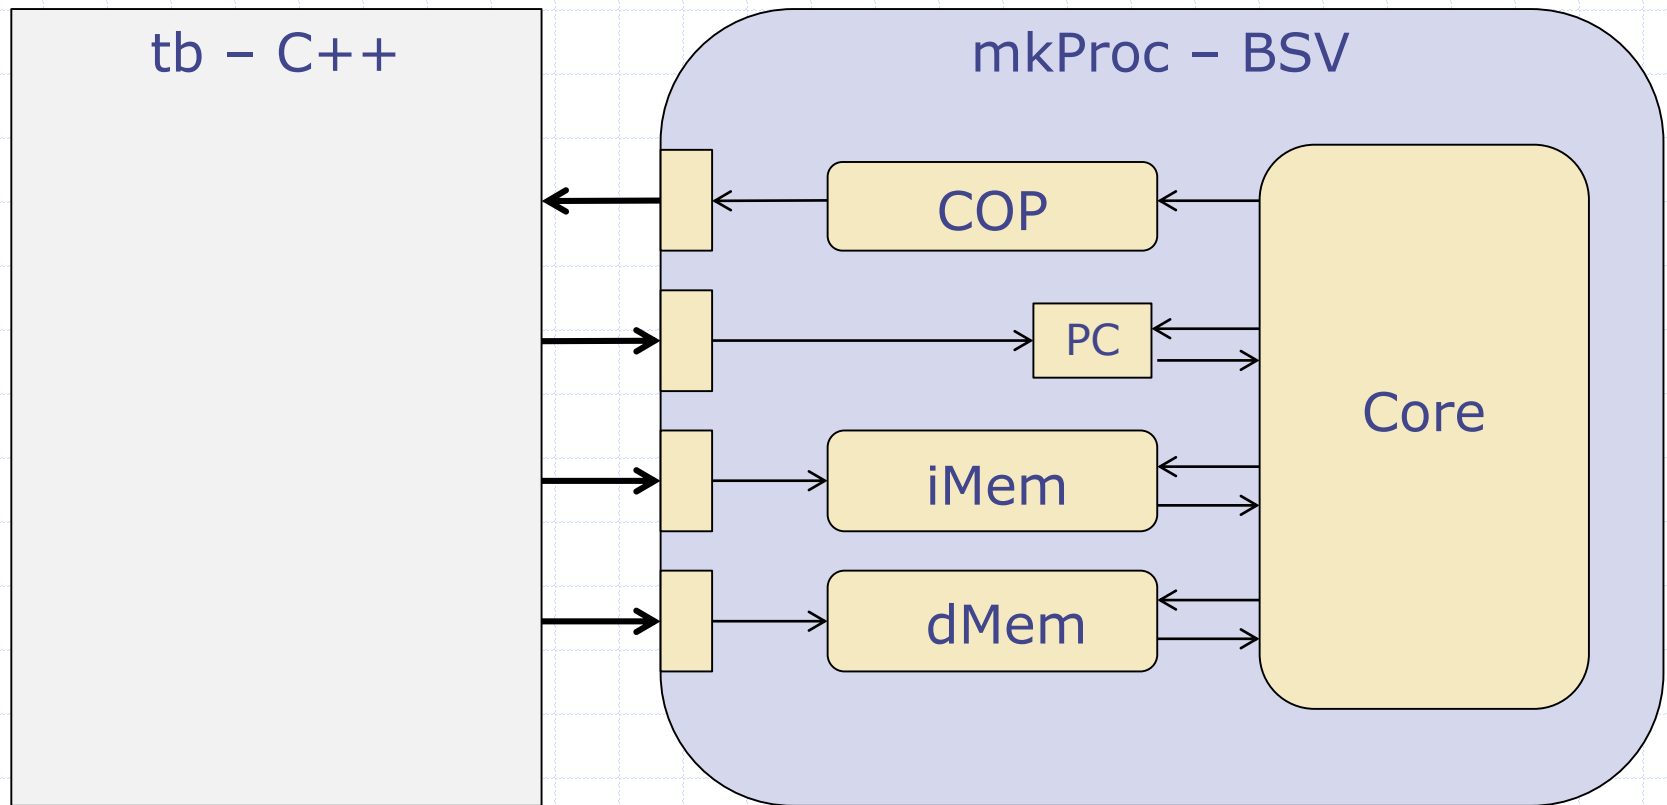 tb – C++
mkProc – BSV
COP
PC
Core
iMem
dMem